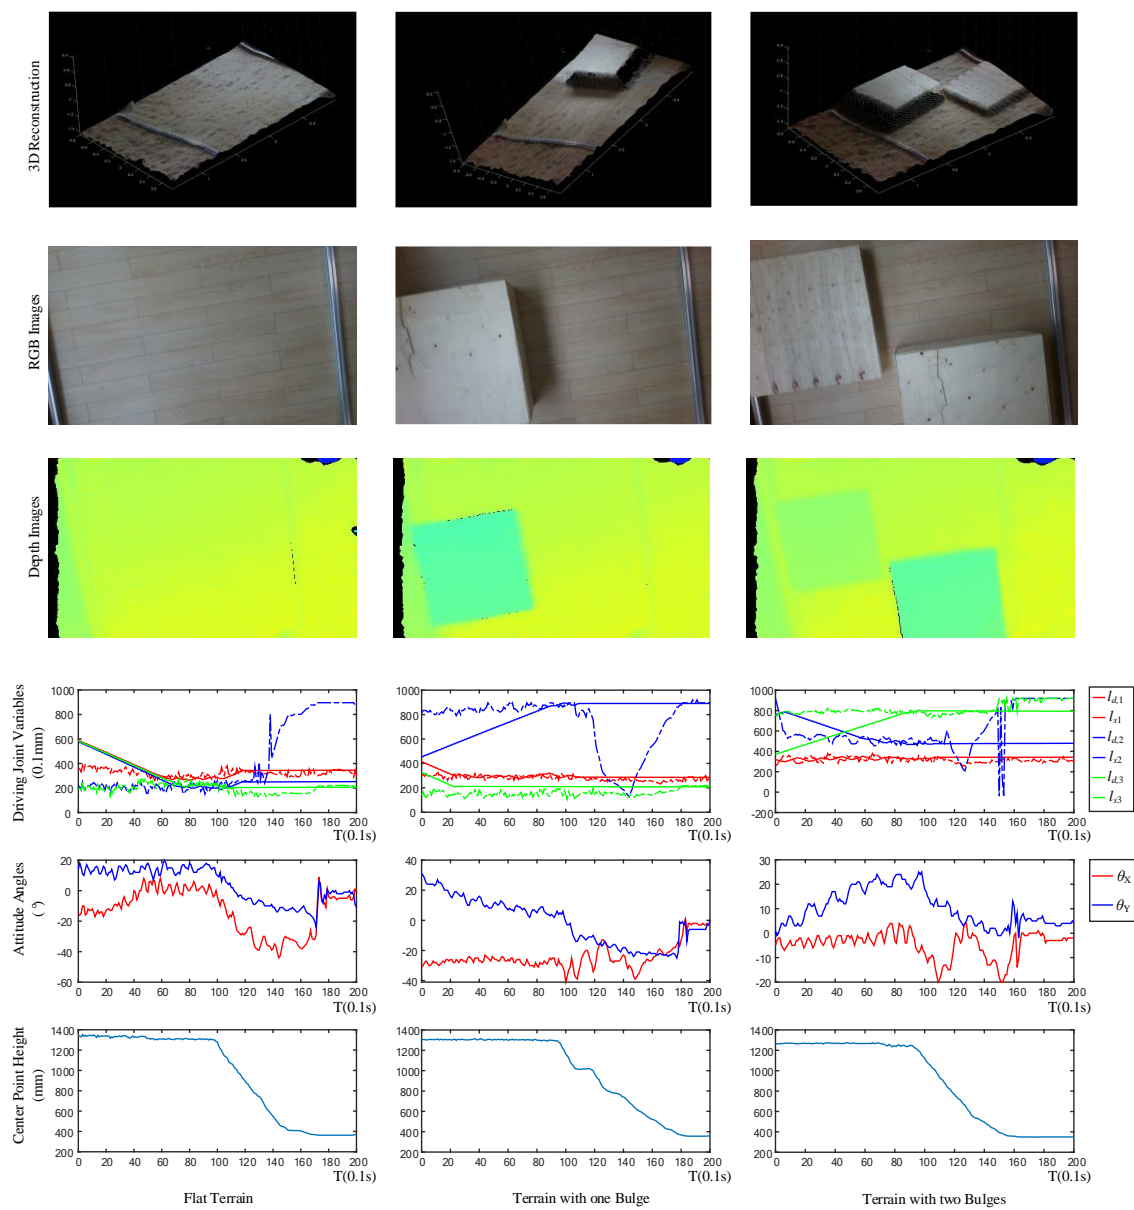 3D Reconstruction
RGB Images
Depth Images
Driving Joint Variables
(0.1mm)
1000
800
600
400
200
0
0 20 40 60 80 100 120 140 160 180 200
T(0.1s)
1000
800
600
400
200
0
0 20 40 60 80 100 120 140 160 180 200
T(0.1s)
1000
800
600
400
200
0
-200
0 20 40 60 80 100 120 140 160 180 200
T(0.1s)
l_{d,1}
l_{s1}
l_{d,2}
l_{s2}
l_{d,3}
l_{s3}
Attitude Angles
(°)
20
0
-20
-40
-60
0 20 40 60 80 100 120 140 160 180 200
T(0.1s)
40
20
0
-20
-40
0 20 40 60 80 100 120 140 160 180 200
T(0.1s)
30
20
10
0
-10
-20
0 20 40 60 80 100 120 140 160 180 200
T(0.1s)
θ_X
θ_Y
Center Point Height
(mm)
1400
1200
1000
800
600
400
200
0 20 40 60 80 100 120 140 160 180 200
T(0.1s)
1400
1200
1000
800
600
400
200
0 20 40 60 80 100 120 140 160 180 200
T(0.1s)
1400
1200
1000
800
600
400
200
0 20 40 60 80 100 120 140 160 180 200
T(0.1s)
Flat Terrain
Terrain with one Bulge
Terrain with two Bulges